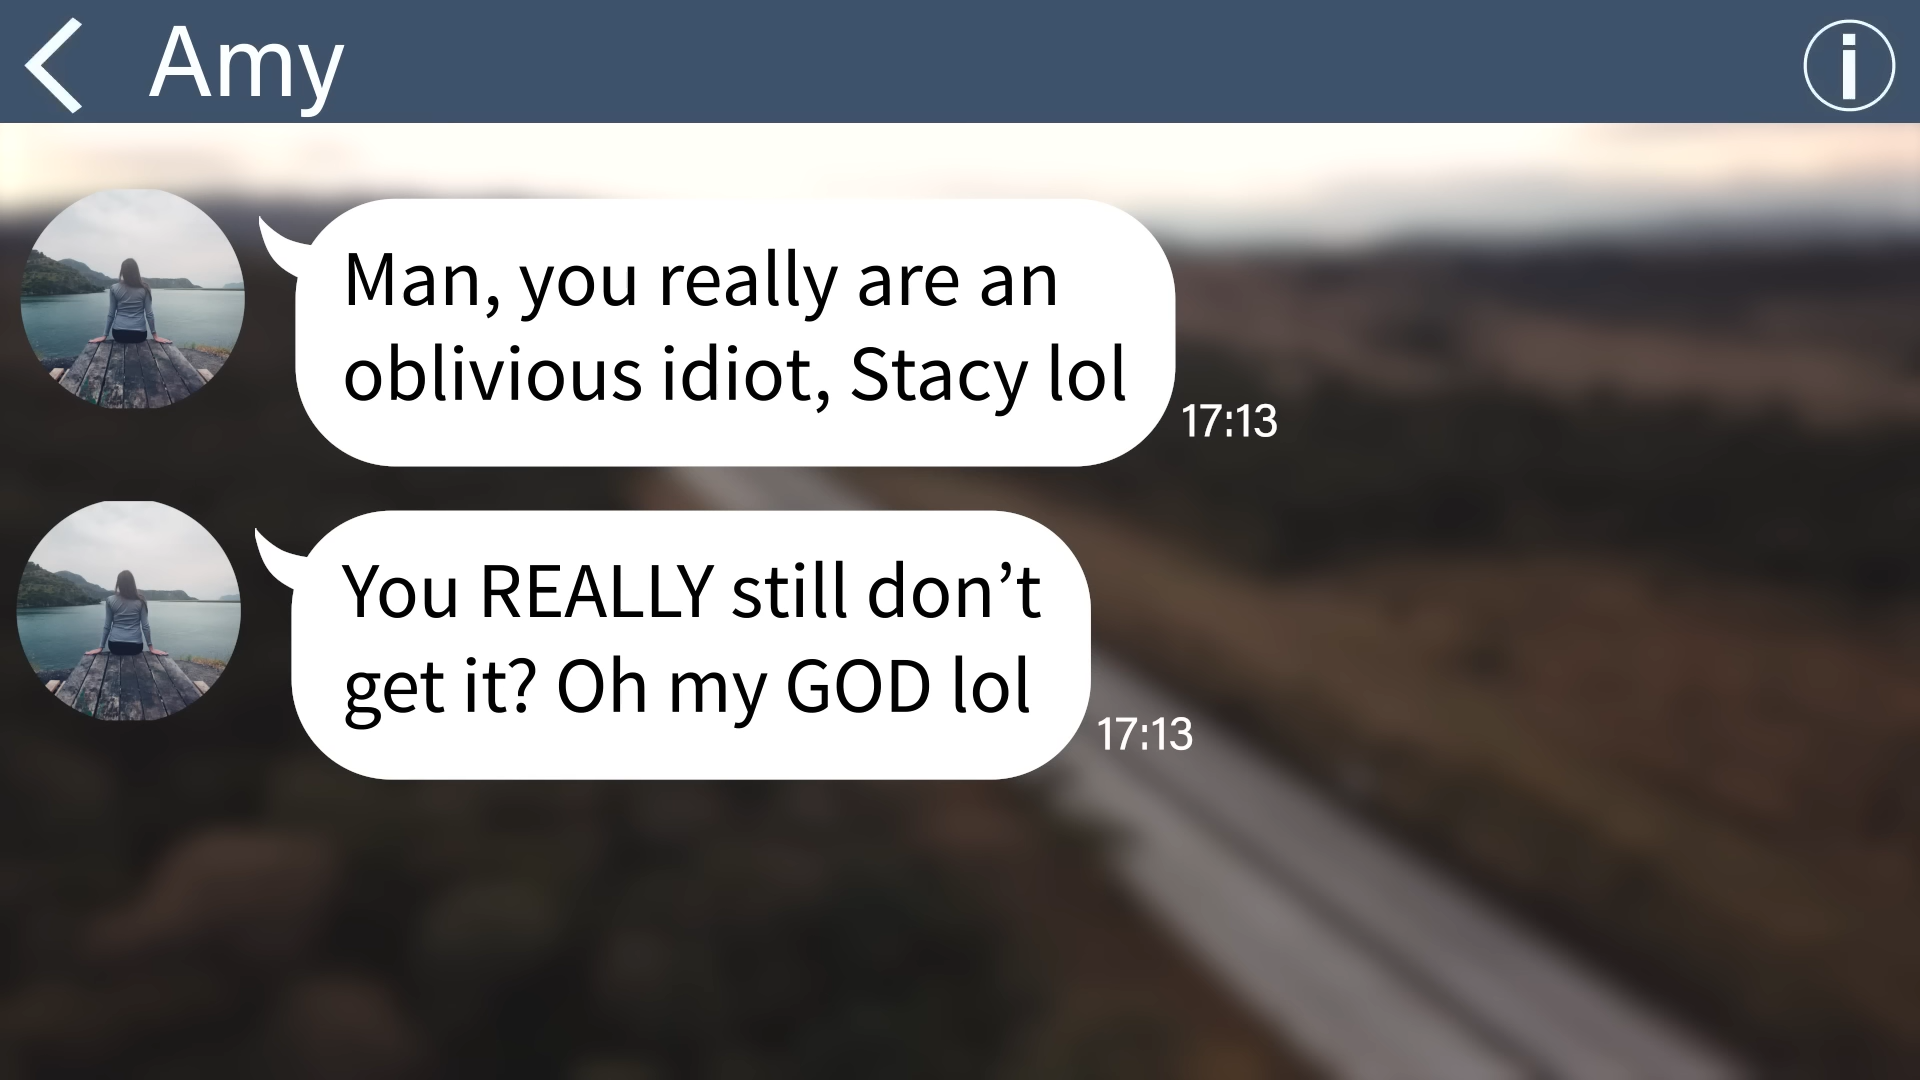 Amy
Man, you really are an
oblivious idiot, Stacy lol
17:13
You REALLY still don’t
get it? Oh my GOD lol
17:13